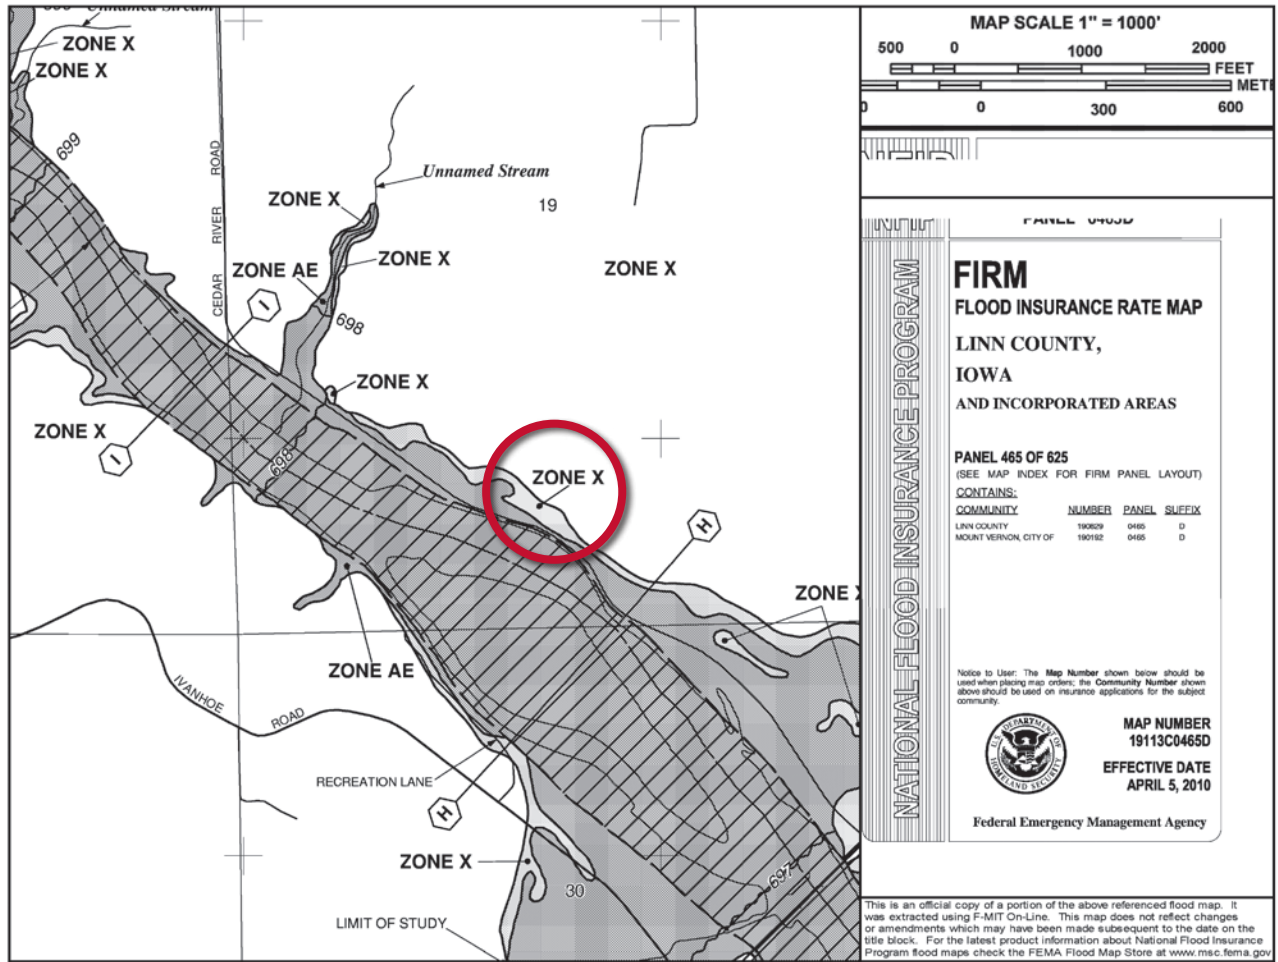 Unnamed Stream
ZONE X
ZONE X
699
CEDAR RIVER ROAD
Unnamed Stream
ZONE X
19
ZONE X
ZONE X
ZONE AE
I
698
ZONE X
ZONE X
I
698
ZONE X
H
ZONE X
ZONE AE
IVANHOE ROAD
RECREATION LANE
H
ZONE X
30
697
LIMIT OF STUDY
MAP SCALE 1" = 1000'
500 0 1000 2000
FEET
0 300 600
NFIP
PANEL 0465D
NATIONAL FLOOD INSURANCE PROGRAM
FIRM
FLOOD INSURANCE RATE MAP
LINN COUNTY,
IOWA
AND INCORPORATED AREAS
PANEL 465 OF 625
(SEE MAP INDEX FOR FIRM PANEL LAYOUT)
CONTAINS:
COMMUNITY NUMBER PANEL SUFFIX
LINN COUNTY 190829 0465 D
MOUNT VERNON, CITY OF 190192 0465 D
Notice to User: The Map Number shown below should be
used when placing map orders; the Community Number shown
above should be used on insurance applications for the subject
community.
U.S. DEPARTMENT OF HOMELAND SECURITY
MAP NUMBER
19113C0465D
EFFECTIVE DATE
APRIL 5, 2010
Federal Emergency Management Agency
This is an official copy of a portion of the above referenced flood map. It
was extracted using F-MIT On-Line. This map does not reflect changes
or amendments which may have been made subsequent to the date on the
title block. For the latest product information about National Flood Insurance
Program flood maps check the FEMA Flood Map Store at www.msc.fema.gov